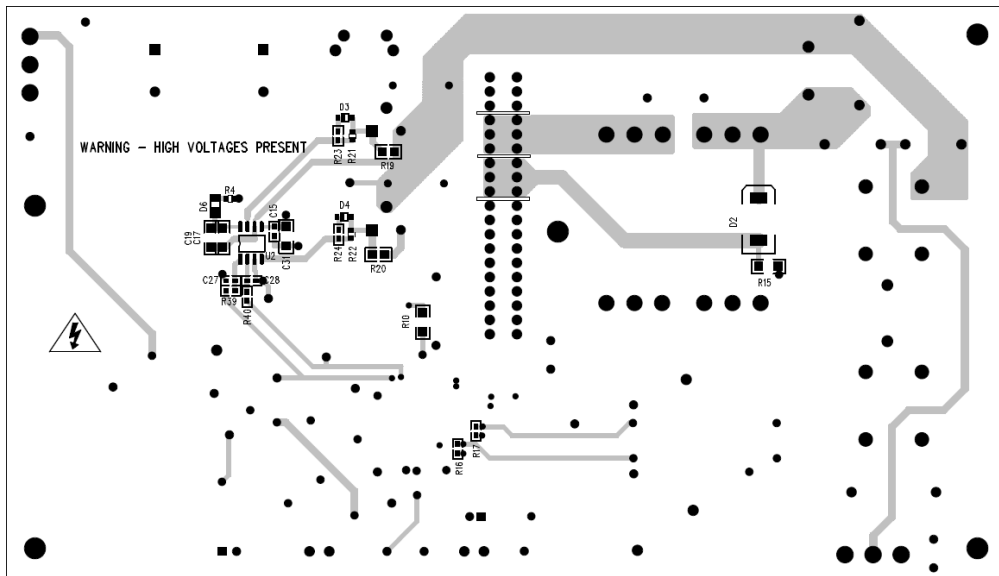 D3
WARNING - HIGH VOLTAGES PRESENT
R23
R21
R19
R4
D6
C15
D4
C19
C17
R24
R22
D2
U2
C31
R20
C27
C28
R15
R39
R40
R10
R17
R16